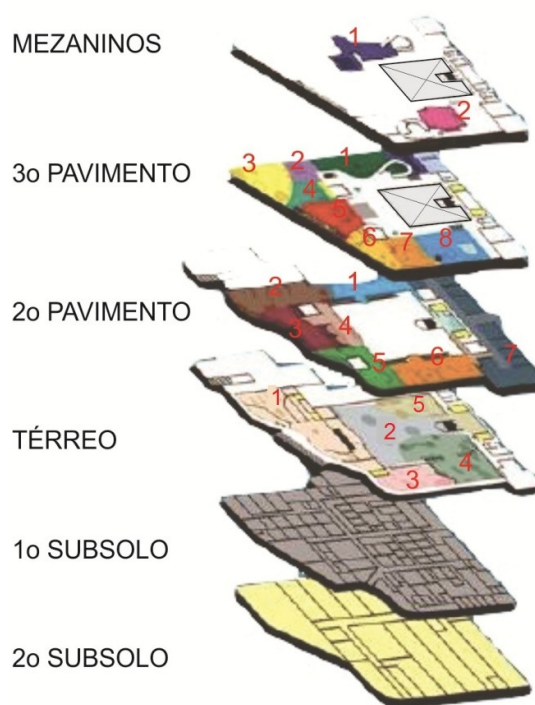 MEZANINOS
1
2
3o PAVIMENTO
3 2 1
4
5
6 7 8
2o PAVIMENTO
2 1
3 4
5 6 7
TÉRREO
1 5
2
3 4
1o SUBSOLO
2o SUBSOLO